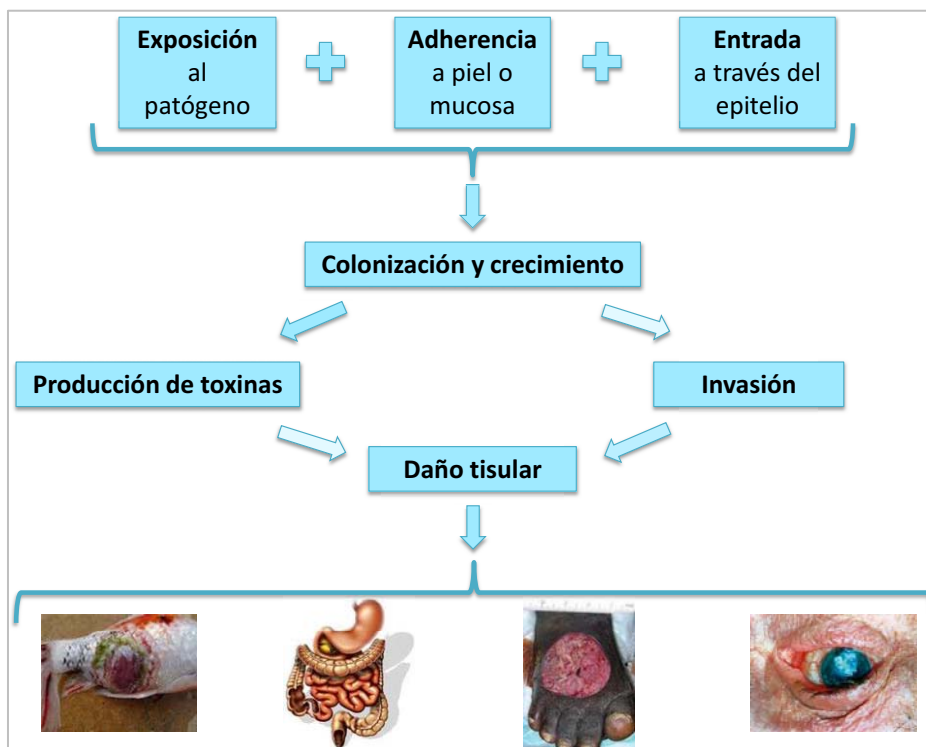 Exposición
al
patógeno
Adherencia
a piel o
mucosa
Entrada
a través del
epitelio
Colonización y crecimiento
Producción de toxinas
Invasión
Daño tisular